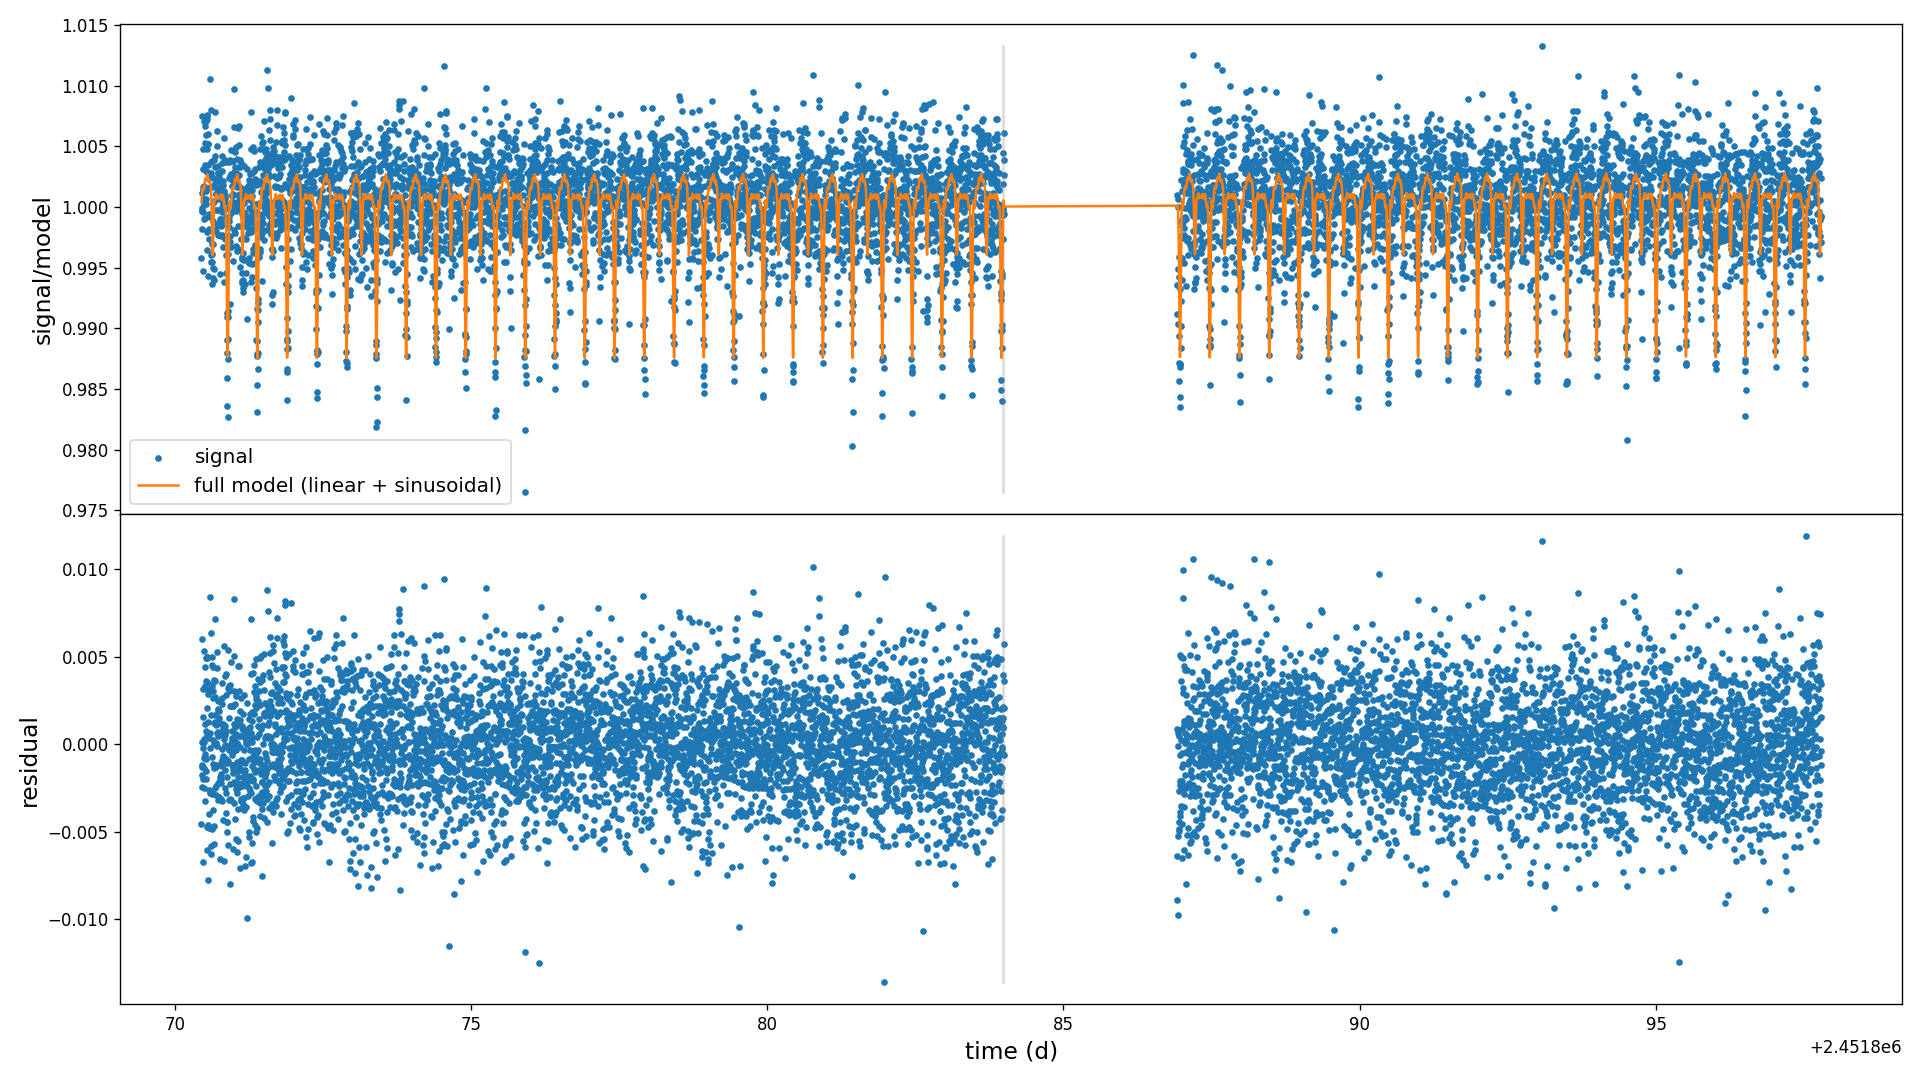 1.015
1.010
1.005
1.000
0.995
0.990
0.985
0.980
0.975
signal/model
signal
full model (linear + sinusoidal)
0.010
0.005
0.000
−0.005
−0.010
residual
70 75 80 85 90 95
time (d)
+2.4518e6